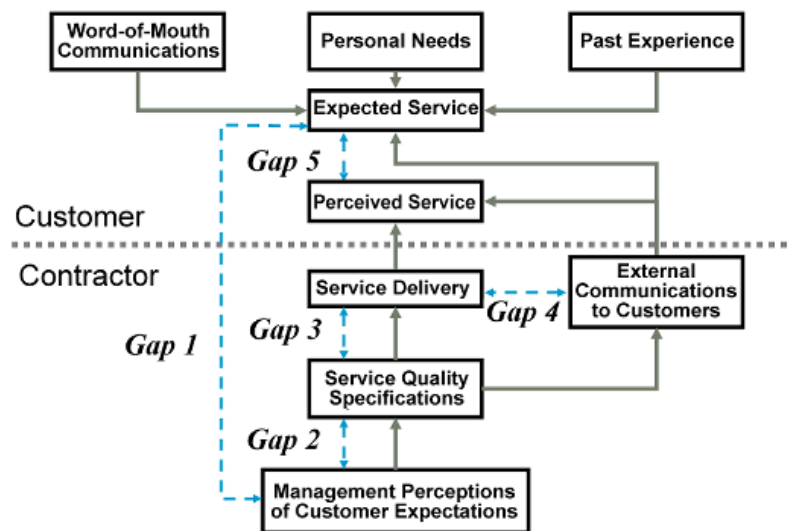 Word-of-Mouth
Communications
Personal Needs
Past Experience
Expected Service
Gap 5
Perceived Service
Customer
Contractor
Service Delivery
External
Communications
to Customers
Gap 4
Gap 3
Gap 1
Service Quality
Specifications
Gap 2
Management Perceptions
of Customer Expectations